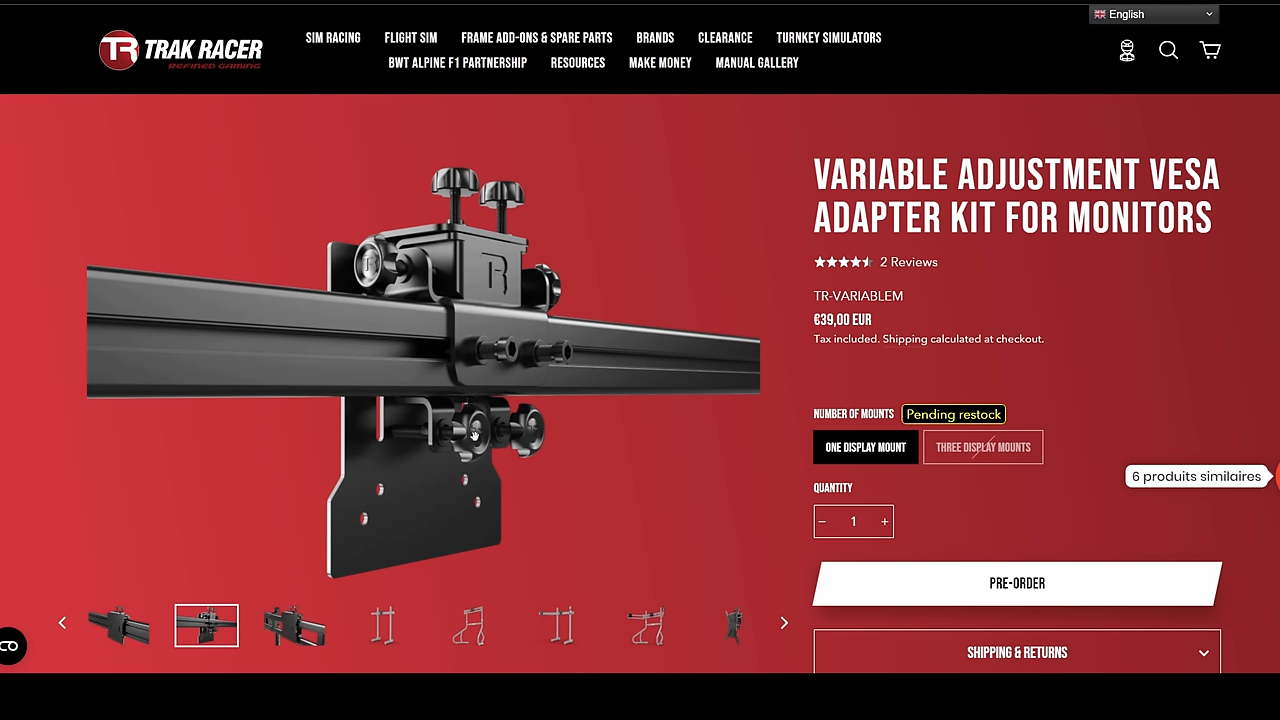 English
TR TRAK RACER
REFINED GAMING
SIM RACING FLIGHT SIM FRAME ADD-ONS & SPARE PARTS BRANDS CLEARANCE TURNKEY SIMULATORS
BWT ALPINE F1 PARTNERSHIP RESOURCES MAKE MONEY MANUAL GALLERY
VARIABLE ADJUSTMENT VESA
ADAPTER KIT FOR MONITORS
2 Reviews
TR-VARIABLEM
€39,00 EUR
Tax included. Shipping calculated at checkout.
NUMBER OF MOUNTS Pending restock
ONE DISPLAY MOUNT THREE DISPLAY MOUNTS
6 produits similaires
QUANTITY
− 1 +
PRE-ORDER
SHIPPING & RETURNS
TR
TR